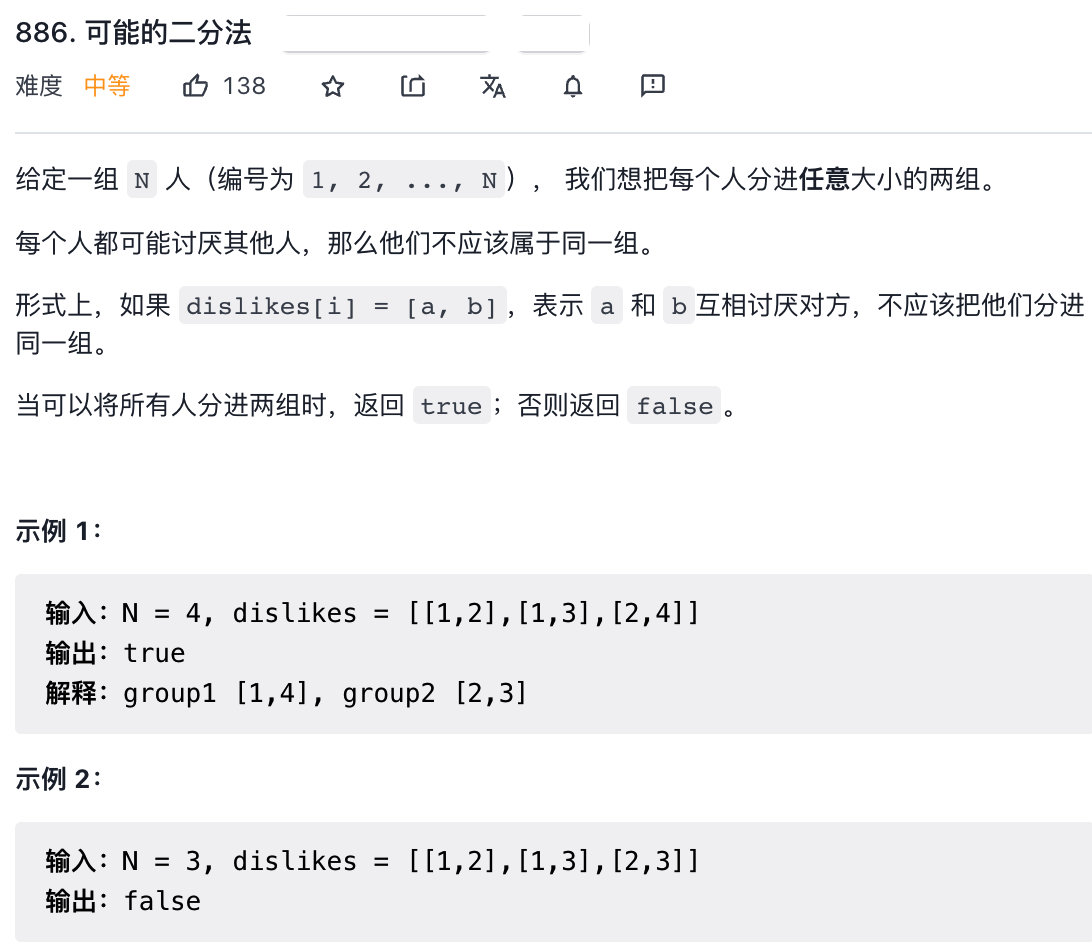 886. 可能的二分法
难度 中等 138
给定一组 N 人（编号为 1, 2, ..., N）， 我们想把每个人分进任意大小的两组。
每个人都可能讨厌其他人，那么他们不应该属于同一组。
形式上，如果 dislikes[i] = [a, b]，表示 a 和 b 互相讨厌对方，不应该把他们分进
同一组。
当可以将所有人分进两组时，返回 true；否则返回 false。
示例 1：
输入：N = 4, dislikes = [[1,2],[1,3],[2,4]]
输出：true
解释：group1 [1,4], group2 [2,3]
示例 2：
输入：N = 3, dislikes = [[1,2],[1,3],[2,3]]
输出：false